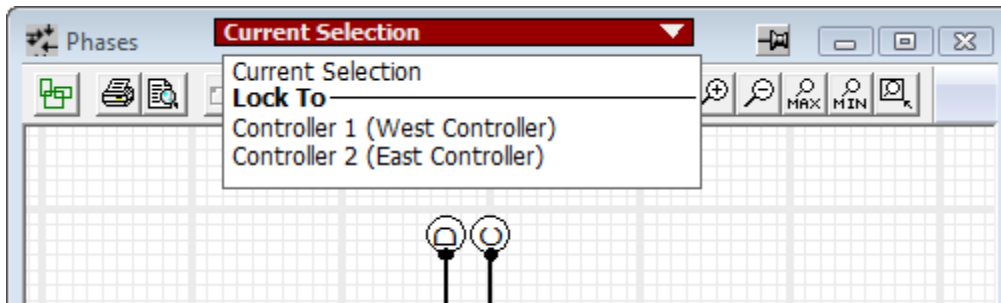 Phases
Current Selection
Current Selection
Lock To
Controller 1 (West Controller)
Controller 2 (East Controller)
MAX
MIN
D
C